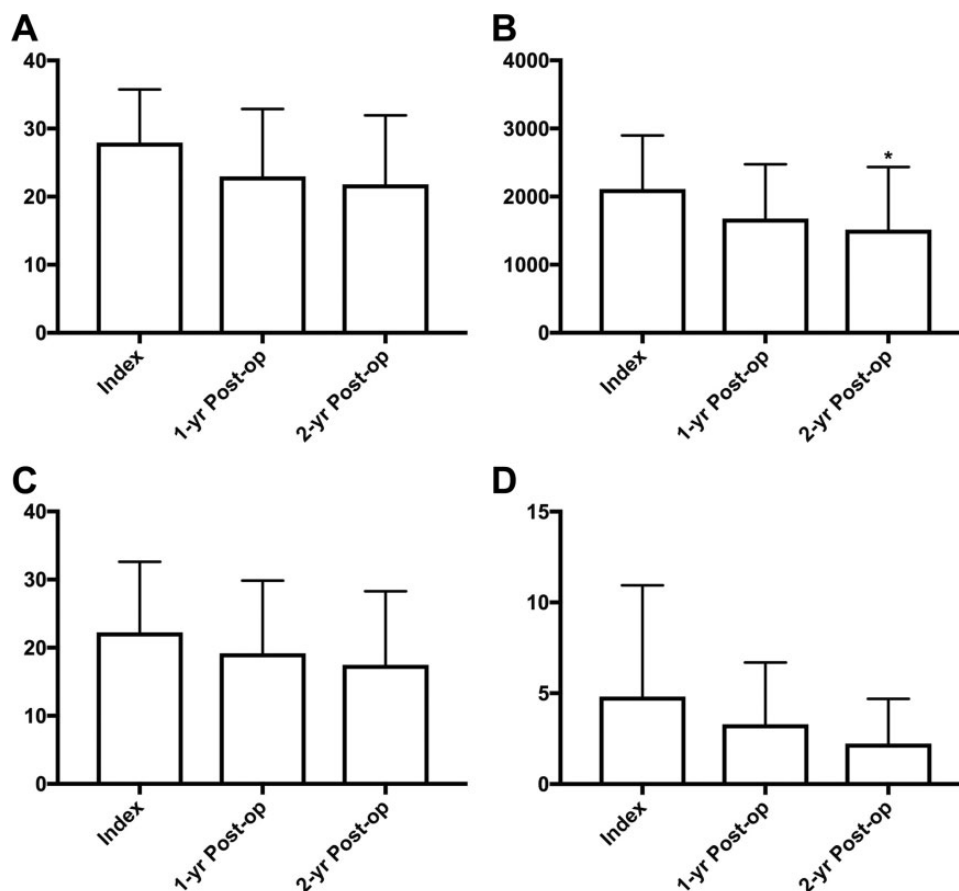 A
40
30
20
10
0
Index
1-yr Post-op
2-yr Post-op
B
4000
3000
2000
1000
0
*
Index
1-yr Post-op
2-yr Post-op
C
40
30
20
10
0
Index
1-yr Post-op
2-yr Post-op
D
15
10
5
0
Index
1-yr Post-op
2-yr Post-op